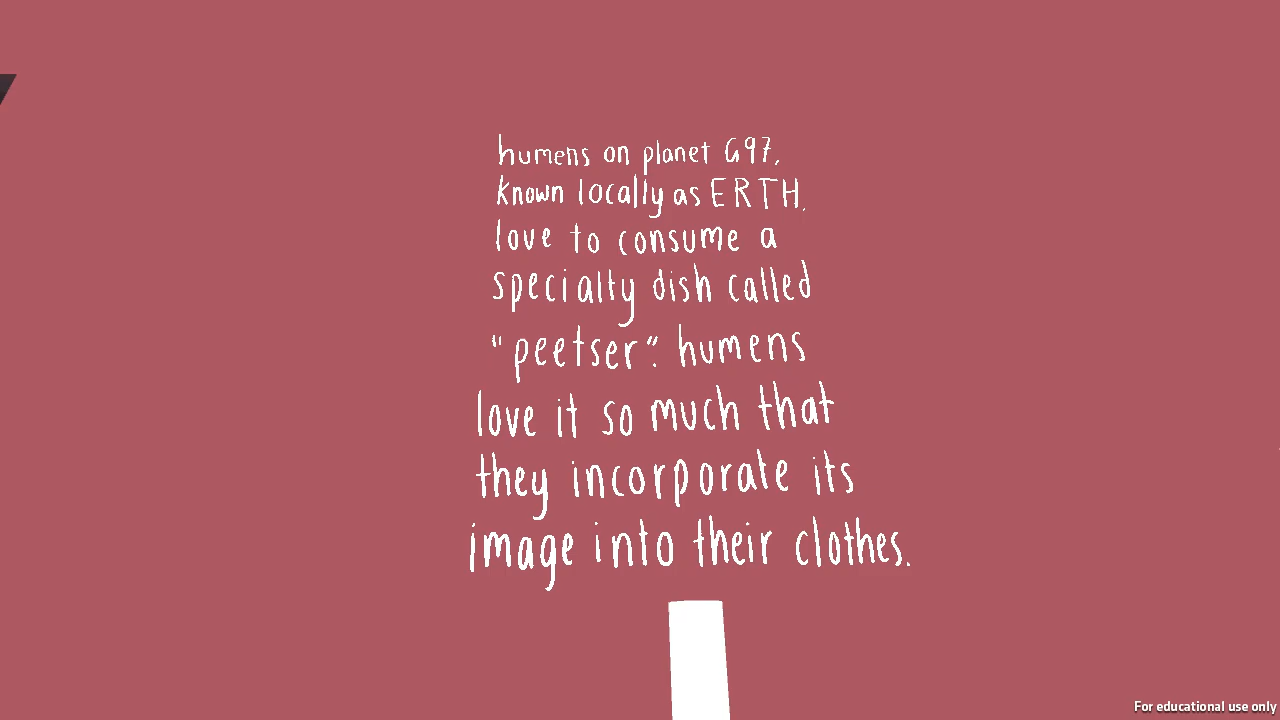 humens on planet G97,
known locally as ERTH,
love to consume a
specialty dish called
"peetser". humens
love it so much that
they incorporate its
image into their clothes.
For educational use only